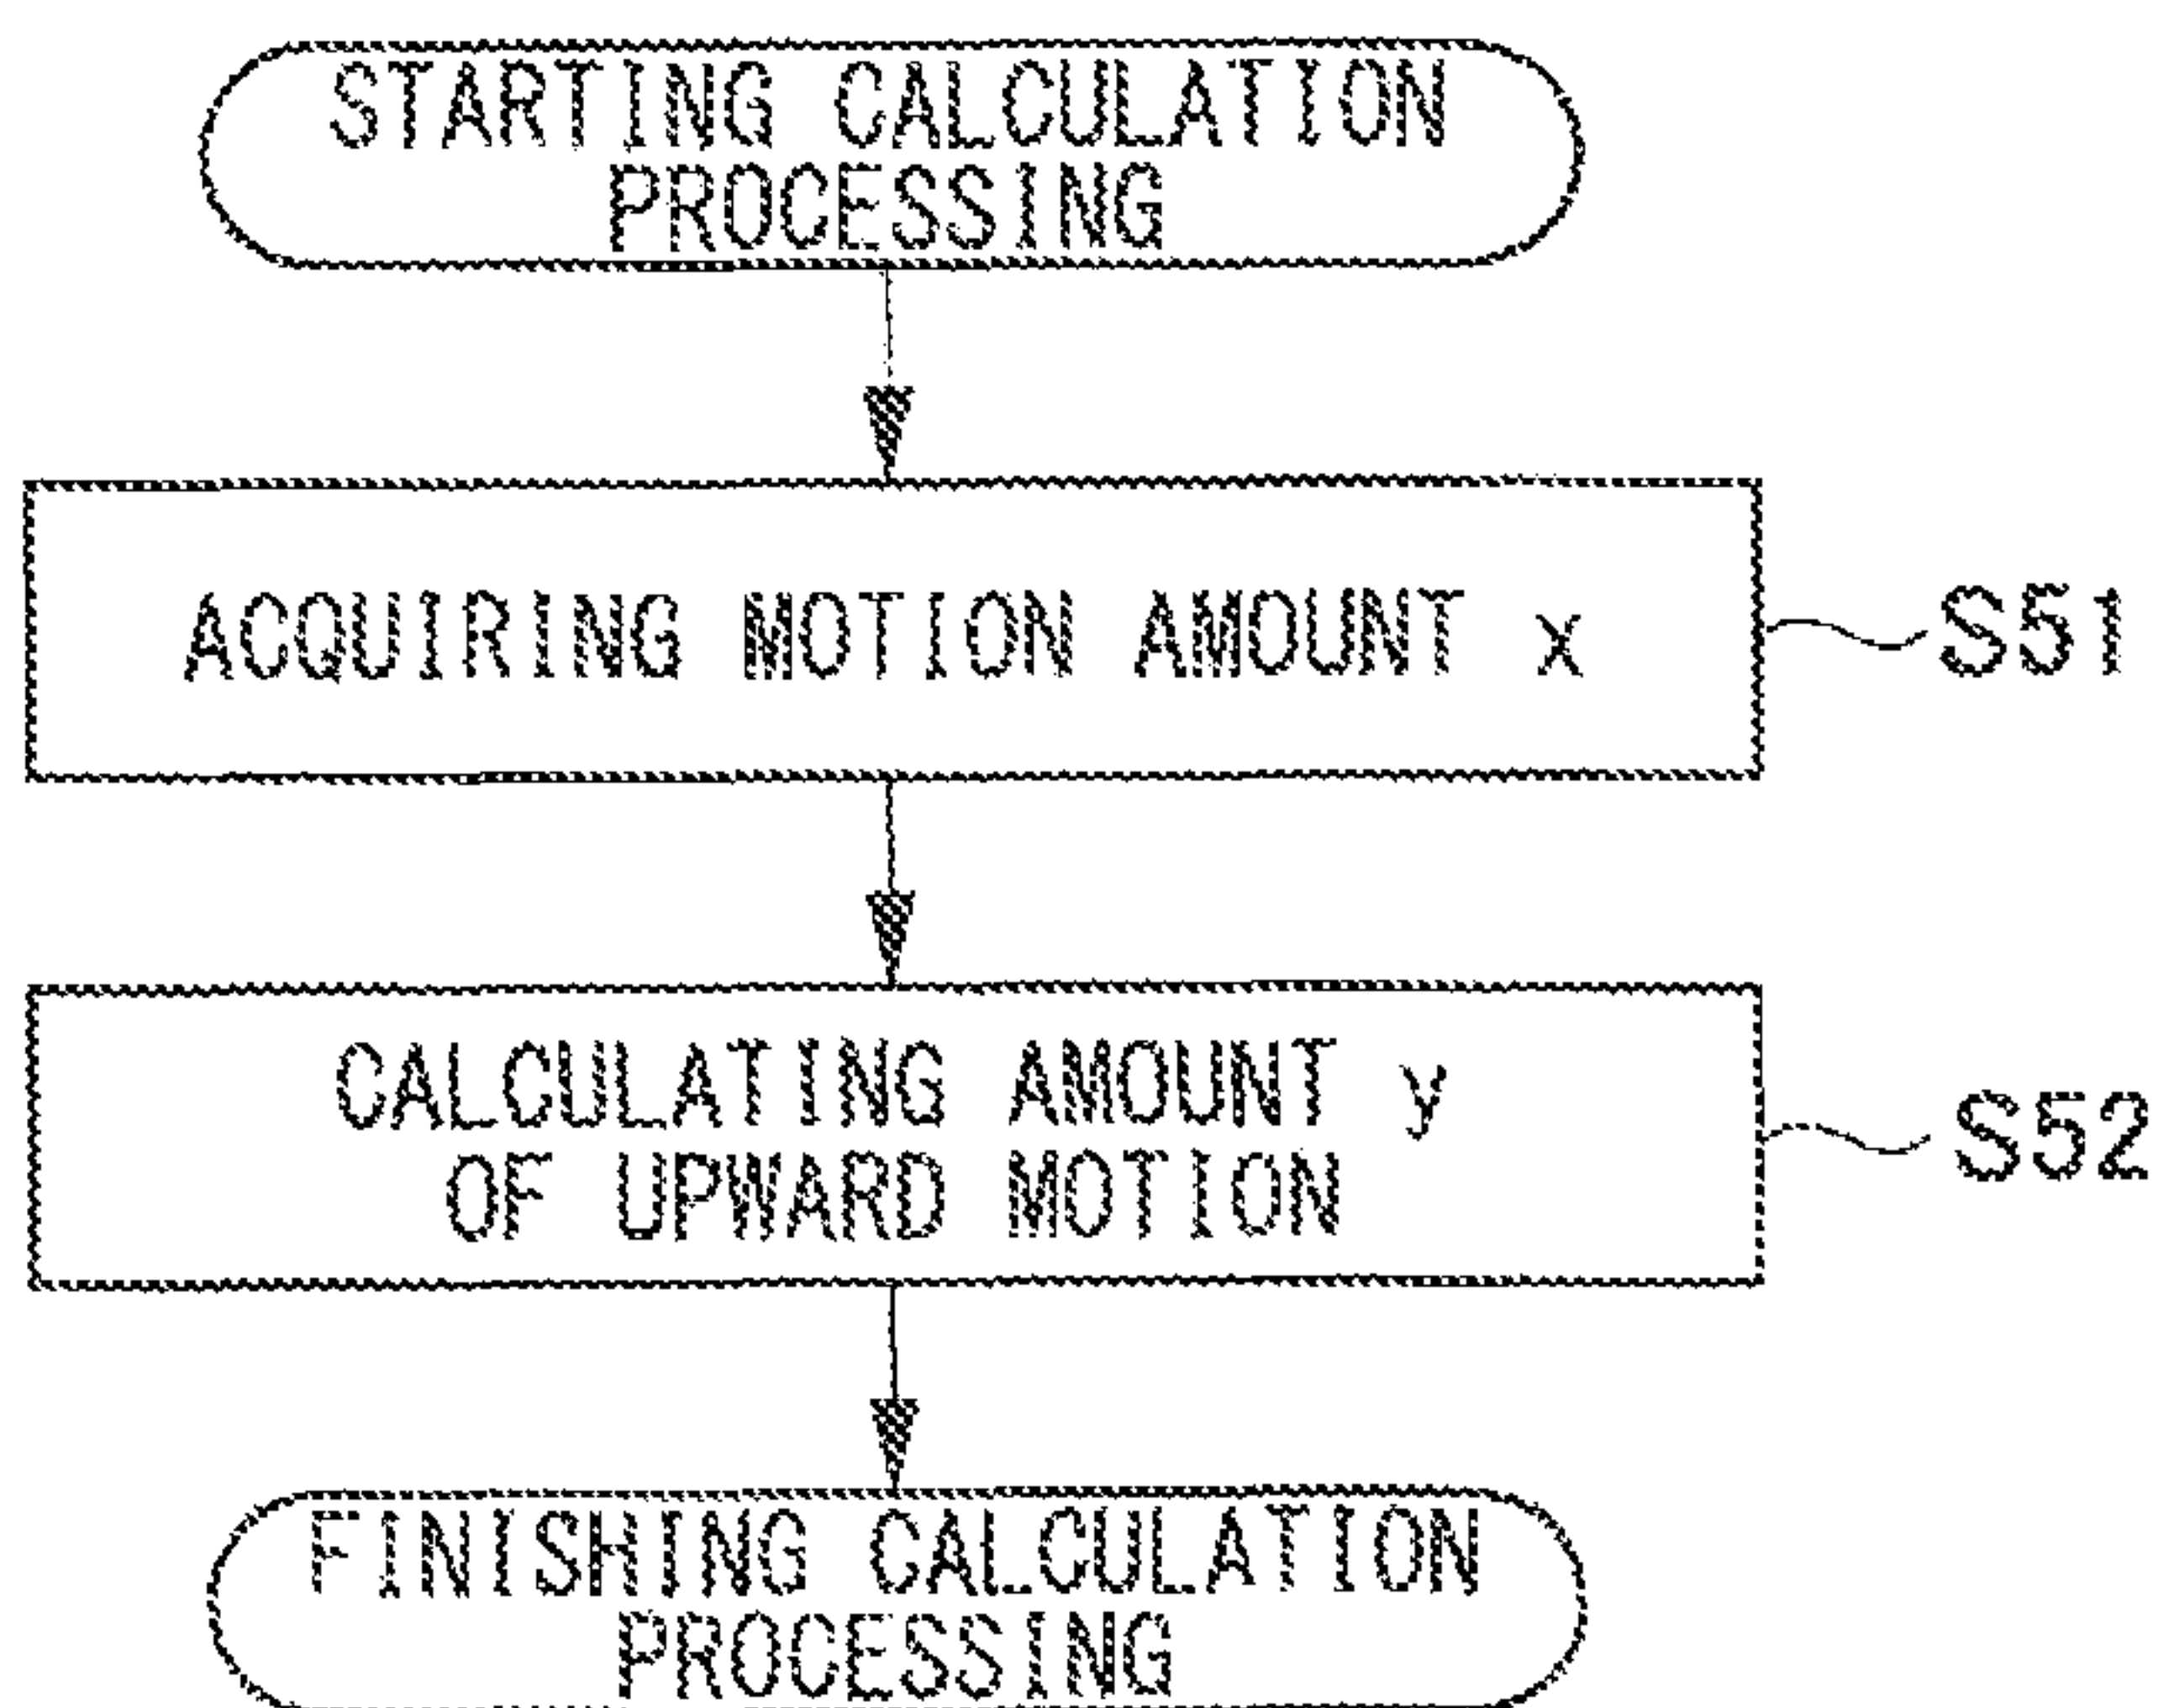 STARTING CALCULATION
PROCESSING
ACQUIRING MOTION AMOUNT x
S51
CALCULATING AMOUNT y
OF UPWARD MOTION
S52
FINISHING CALCULATION
PROCESSING